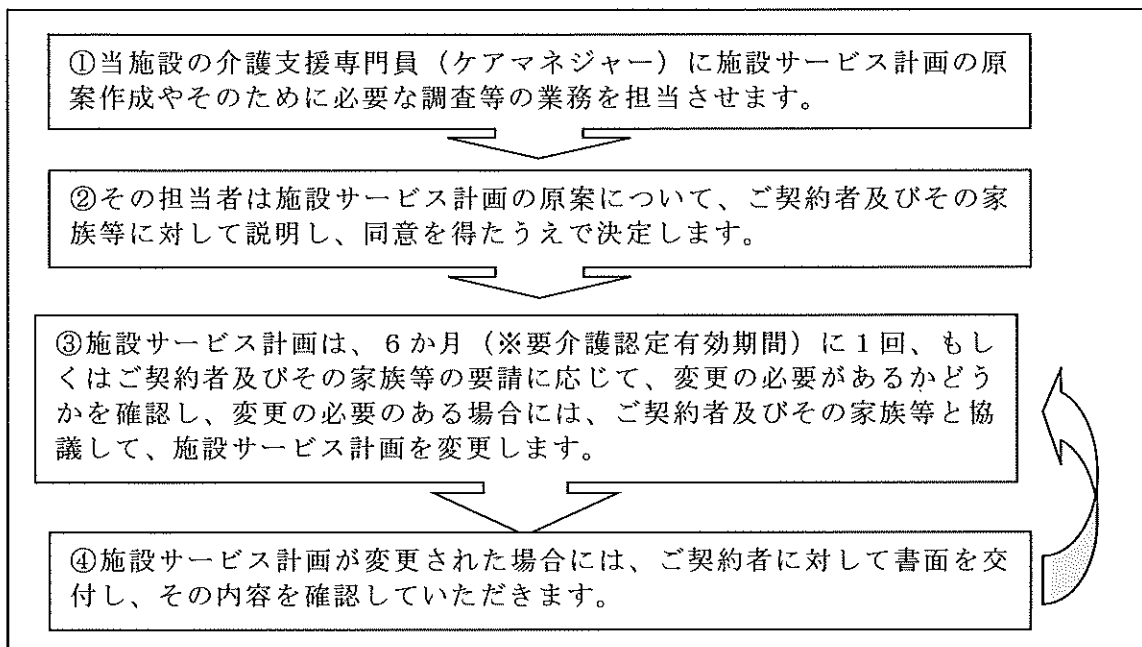 ①当施設の介護支援専門員（ケアマネジャー）に施設サービス計画の原
案作成やそのために必要な調査等の業務を担当させます。
②その担当者は施設サービス計画の原案について、ご契約者及びその家
族等に対して説明し、同意を得たうえで決定します。
③施設サービス計画は、６か月（※要介護認定有効期間）に１回、もし
くはご契約者及びその家族等の要請に応じて、変更の必要があるかどう
かを確認し、変更の必要のある場合には、ご契約者及びその家族等と協
議して、施設サービス計画を変更します。
④施設サービス計画が変更された場合には、ご契約者に対して書面を交
付し、その内容を確認していただきます。